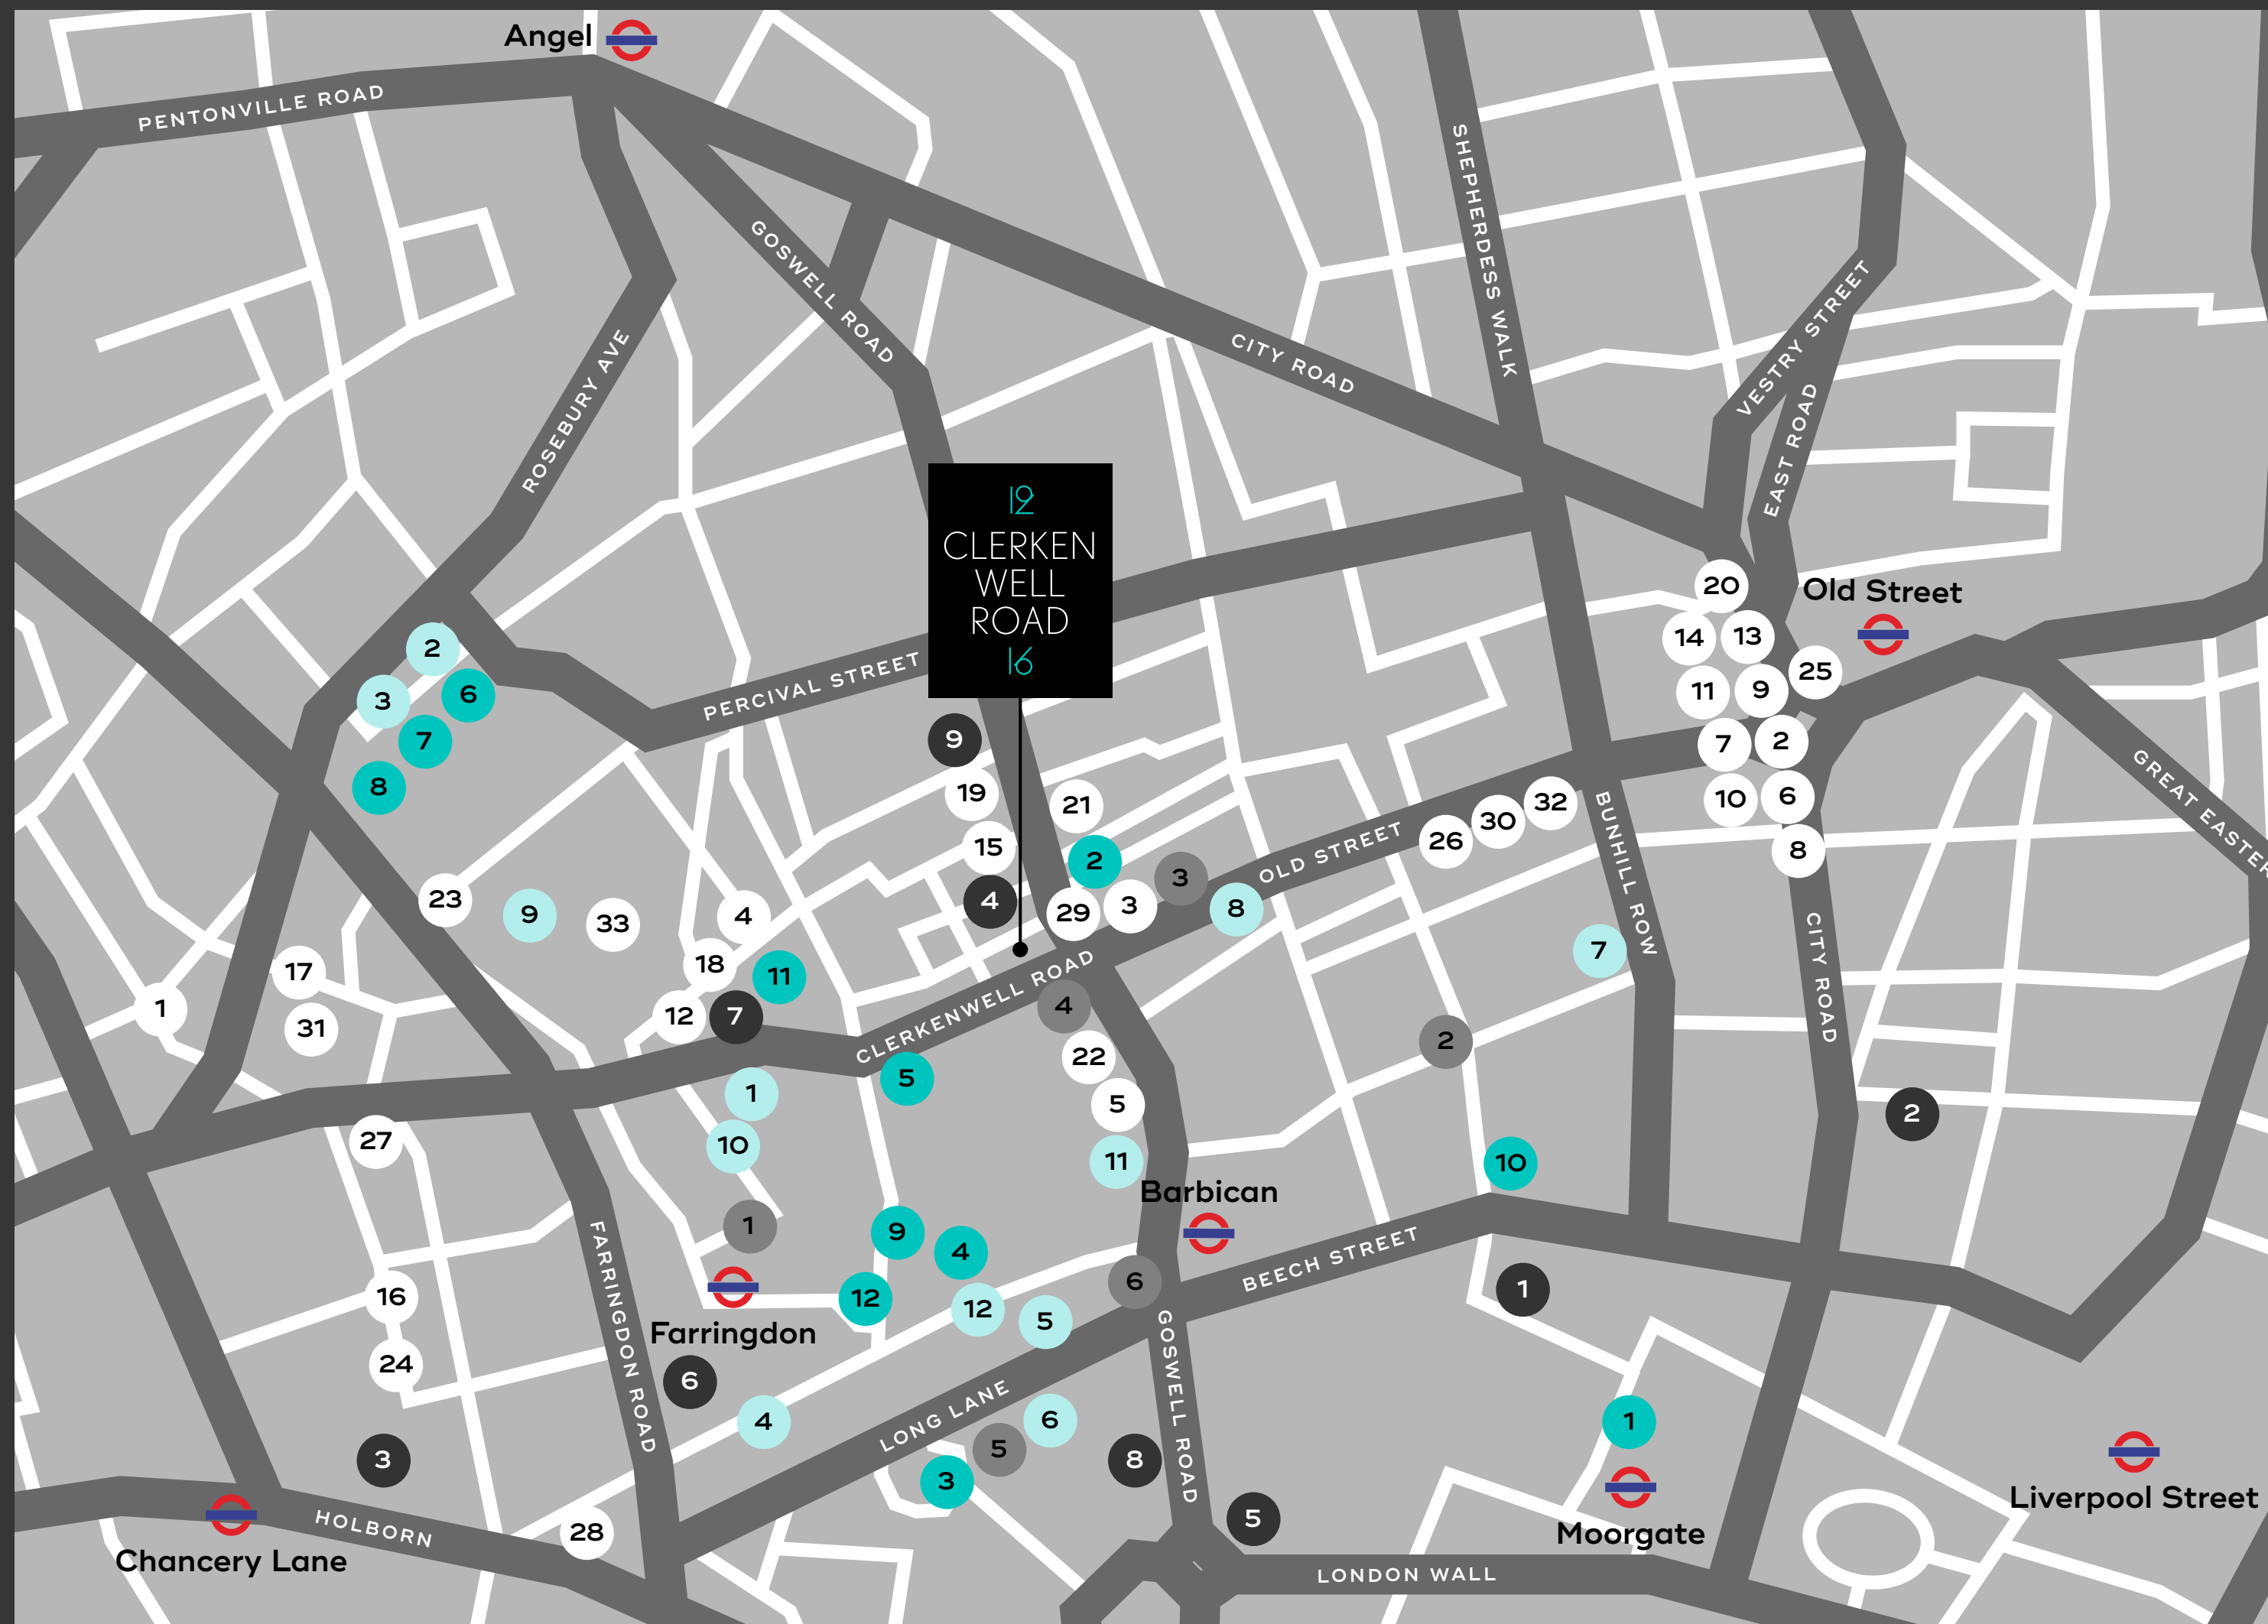 Angel
PENTONVILLE ROAD
SHEPHERDESS WALK
GOSWELL ROAD
CITY ROAD
VESTRY STREET
ROSEBURY AVE
EAST ROAD
12
CLERKEN
WELL
ROAD
16
20
Old Street
14
13
2
25
3
6
11
9
PERCIVAL STREET
7
9
7
2
8
19
21
10
6
GREAT EASTER
26
30
32
15
2
OLD STREET
8
BUNHILL ROW
23
9
33
4
4
29
3
3
8
7
CITY ROAD
17
18
11
1
31
12
7
CLERKENWELL ROAD
4
2
22
5
1
5
2
27
10
11
10
Barbican
1
9
4
BEECH STREET
FARRINGDON ROAD
16
12
12
5
6
1
Farringdon
24
6
4
LONG LANE
6
GOSWELL ROAD
1
3
5
3
8
Liverpool Street
28
5
Moorgate
HOLBORN
Chancery Lane
LONDON WALL